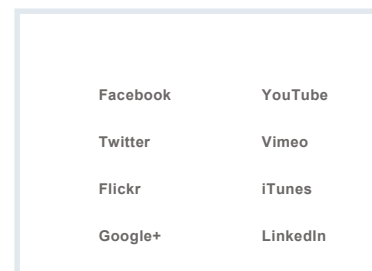 Facebook YouTube
Twitter Vimeo
Flickr iTunes
Google+ LinkedIn